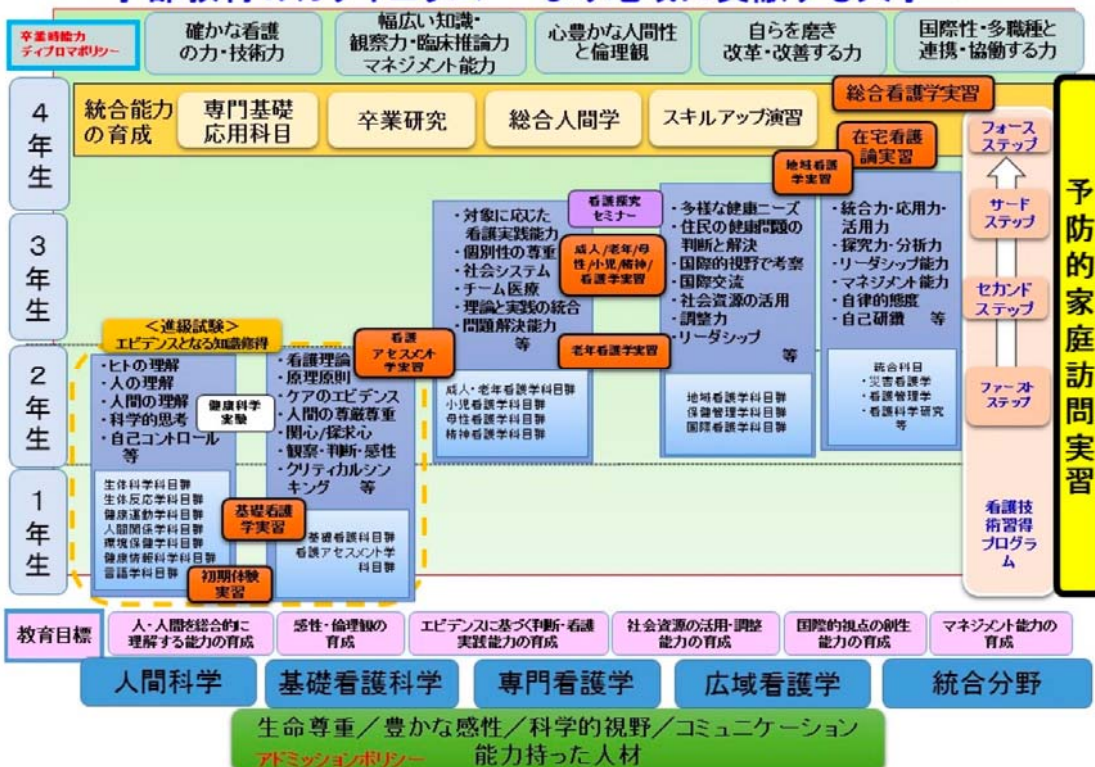 卒業時能力
ディプロマポリシー
確かな看護
の力・技術力
幅広い知識・
観察力・臨床推論力
マネジメント能力
心豊かな人間性
と倫理観
自らを磨き
改革・改善する力
国際性・多職種と
連携・協働する力
4年生
統合能力
の育成
専門基礎
応用科目
卒業研究
総合人間学
スキルアップ演習
総合看護学実習
在宅看護
論実習
地域看護
学実習
3年生
・対象に応じた
看護実践能力
・個別性の尊重
・社会システム
・チーム医療
・理論と実践の統合
・問題解決能力
等
看護探究
セミナー
成人/老年/母
性/小児/精神/
看護学実習
老年看護学実習
・多様な健康ニーズ
・住民の健康問題の
判断と解決
・国際的視野で考察
・国際交流
・社会資源の活用
・調整力
・リーダシップ
等
・統合力・応用力・
活用力
・探究力・分析力
・リーダシップ能力
・マネジメント能力
・自律的態度
・自己研鑽 等
2年生
<進級試験>
エビデンスとなる知識修得
・ヒトの理解
・人の理解
・人間の理解
・科学的思考
・自己コントロール
等
健康科学
実験
・看護理論
・原理原則
・ケアのエビデンス
・人間の尊厳尊重
・関心/探求心
・観察・判断・感性
・クリティカルシン
キング 等
看護
アセスメント
学実習
成人・老年看護学科目群
小児看護学科目群
母性看護学科目群
精神看護学科目群
地域看護学科目群
保健管理学科目群
国際看護学科目群
統合科目
・災害看護学
・看護管理学
・看護科学研究
等
1年生
生体科学科目群
生体反応学科目群
健康運動学科目群
人間関係学科目群
環境保健学科目群
健康情報科学科目群
言語学科目群
基礎看護
学実習
初期体験
実習
基礎看護科目群
看護アセスメント学
科目群
フォース
ステップ
サード
ステップ
セカンド
ステップ
ファースト
ステップ
看護技
術習得
プログラ
ム
予防的家庭訪問実習
教育目標
人・人間を総合的に
理解する能力の育成
感性・倫理観の
育成
エビデンスに基づく判断・看護
実践能力の育成
社会資源の活用・調整
能力の育成
国際的視点の創生
能力の育成
マネジメント能力の
育成
人間科学
基礎看護科学
専門看護学
広域看護学
統合分野
生命尊重/豊かな感性/科学的視野/コミュニケーション
能力持った人材
アドミッションポリシー